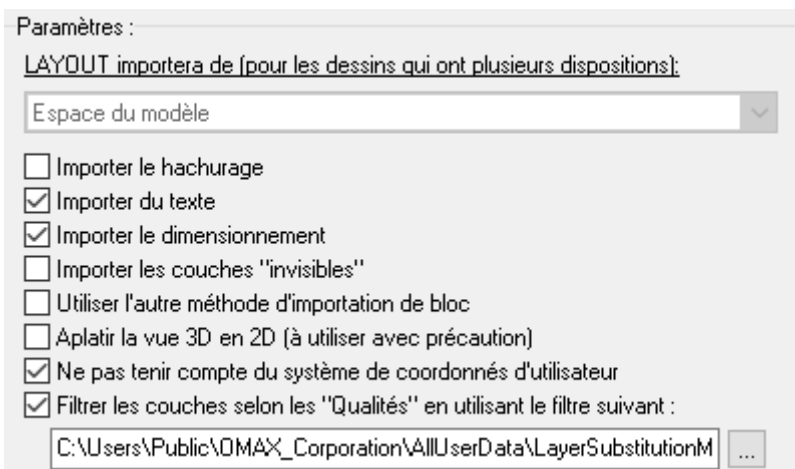 Paramètres :
LAYOUT importera de (pour les dessins qui ont plusieurs dispositions):
Espace du modèle
Importer le hachurage
Importer du texte
Importer le dimensionnement
Importer les couches "invisibles"
Utiliser l'autre méthode d'importation de bloc
Aplatir la vue 3D en 2D (à utiliser avec précaution)
Ne pas tenir compte du système de coordonnés d'utilisateur
Filtrer les couches selon les "Qualités" en utilisant le filtre suivant :
C:\Users\Public\OMAX_Corporation\AllUserData\LayerSubstitutionM ...